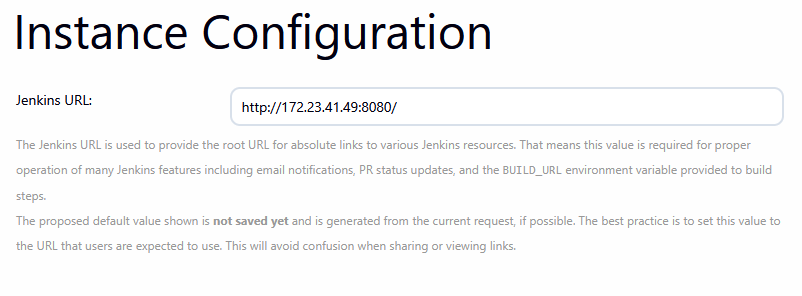 Instance Configuration
Jenkins URL:
http://172.23.41.49:8080/
The Jenkins URL is used to provide the root URL for absolute links to various Jenkins resources. That means this value is required for proper
operation of many Jenkins features including email notifications, PR status updates, and the BUILD_URL environment variable provided to build
steps.
The proposed default value shown is not saved yet and is generated from the current request, if possible. The best practice is to set this value to
the URL that users are expected to use. This will avoid confusion when sharing or viewing links.